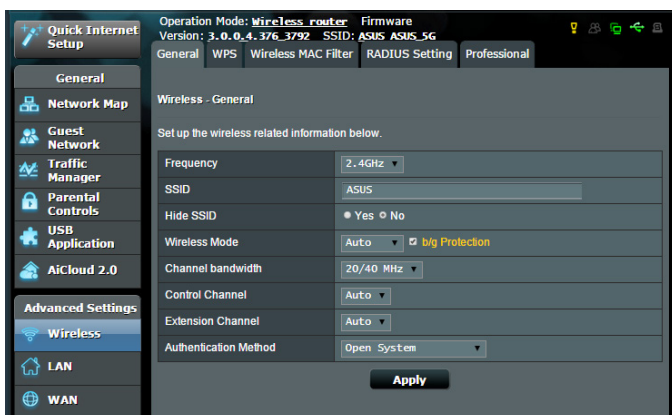 Quick Internet
Setup
Operation Mode: Wireless router Firmware
Version: 3.0.0.4.376_3792 SSID: ASUS ASUS_5G
General WPS Wireless MAC Filter RADIUS Setting Professional
General
Network Map
Guest
Network
Traffic
Manager
Parental
Controls
USB
Application
AiCloud 2.0
Advanced Settings
Wireless
LAN
WAN
Wireless - General
Set up the wireless related information below.
Frequency 2.4GHz
SSID ASUS
Hide SSID Yes No
Wireless Mode Auto b/g Protection
Channel bandwidth 20/40 MHz
Control Channel Auto
Extension Channel Auto
Authentication Method Open System
Apply